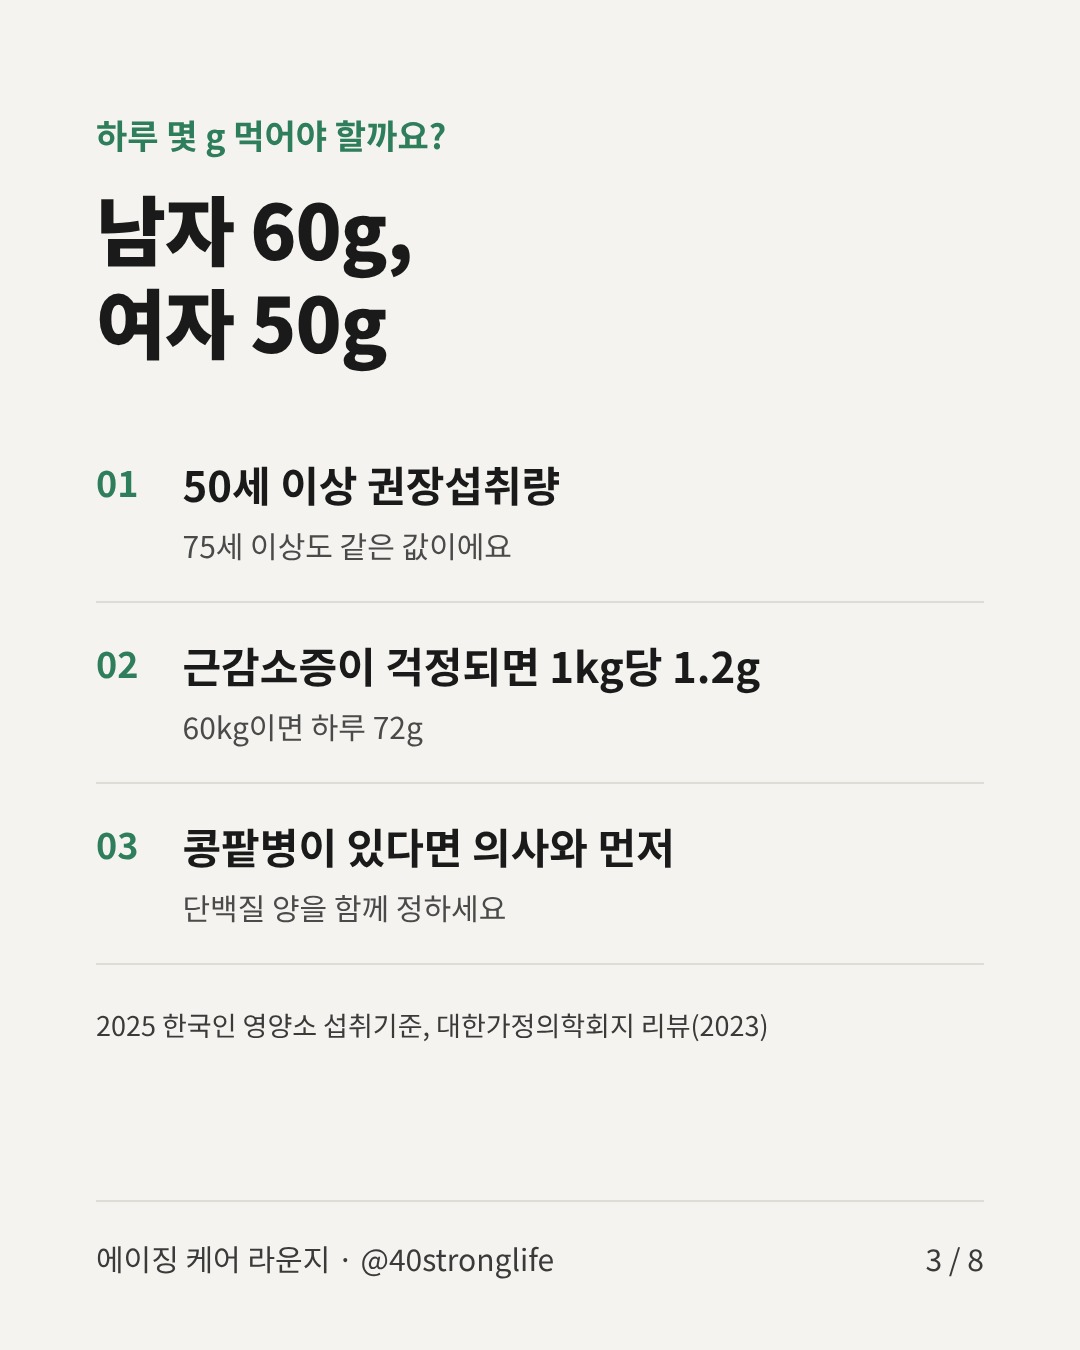 하루 몇 g 먹어야 할까요?
남자 60g,
여자 50g
01 50세 이상 권장섭취량
75세 이상도 같은 값이에요
02 근감소증이 걱정되면 1kg당 1.2g
60kg이면 하루 72g
03 콩팥병이 있다면 의사와 먼저
단백질 양을 함께 정하세요
2025 한국인 영양소 섭취기준, 대한가정의학회지 리뷰(2023)
에이징 케어 라운지 · @40stronglife 3 / 8